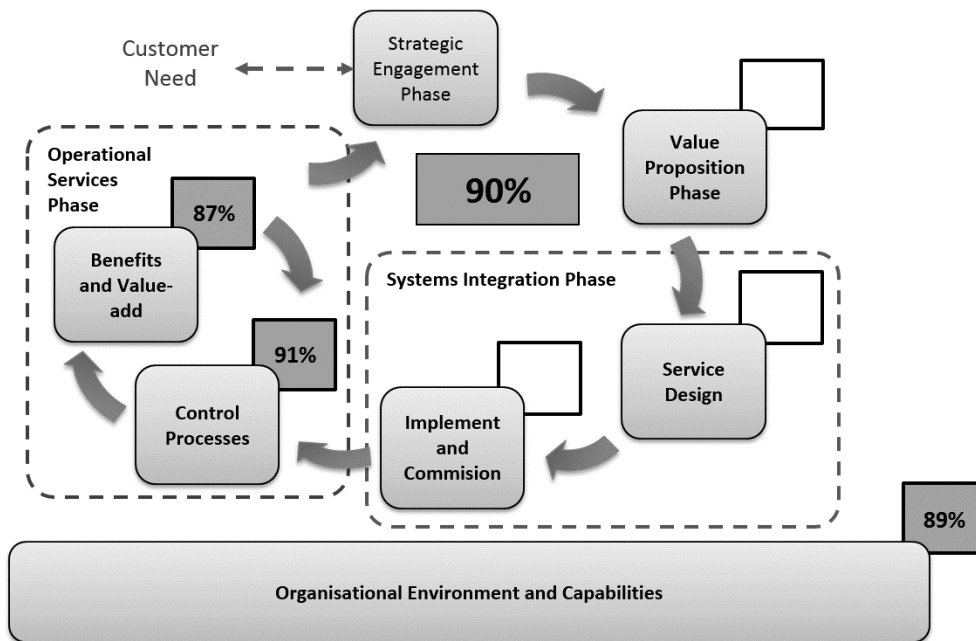 Customer
Need
Strategic
Engagement
Phase
Value
Proposition
Phase
Operational
Services
Phase
90%
87%
Benefits
and Value-
add
Systems Integration Phase
91%
Service
Design
Control
Processes
Implement
and
Commision
89%
Organisational Environment and Capabilities